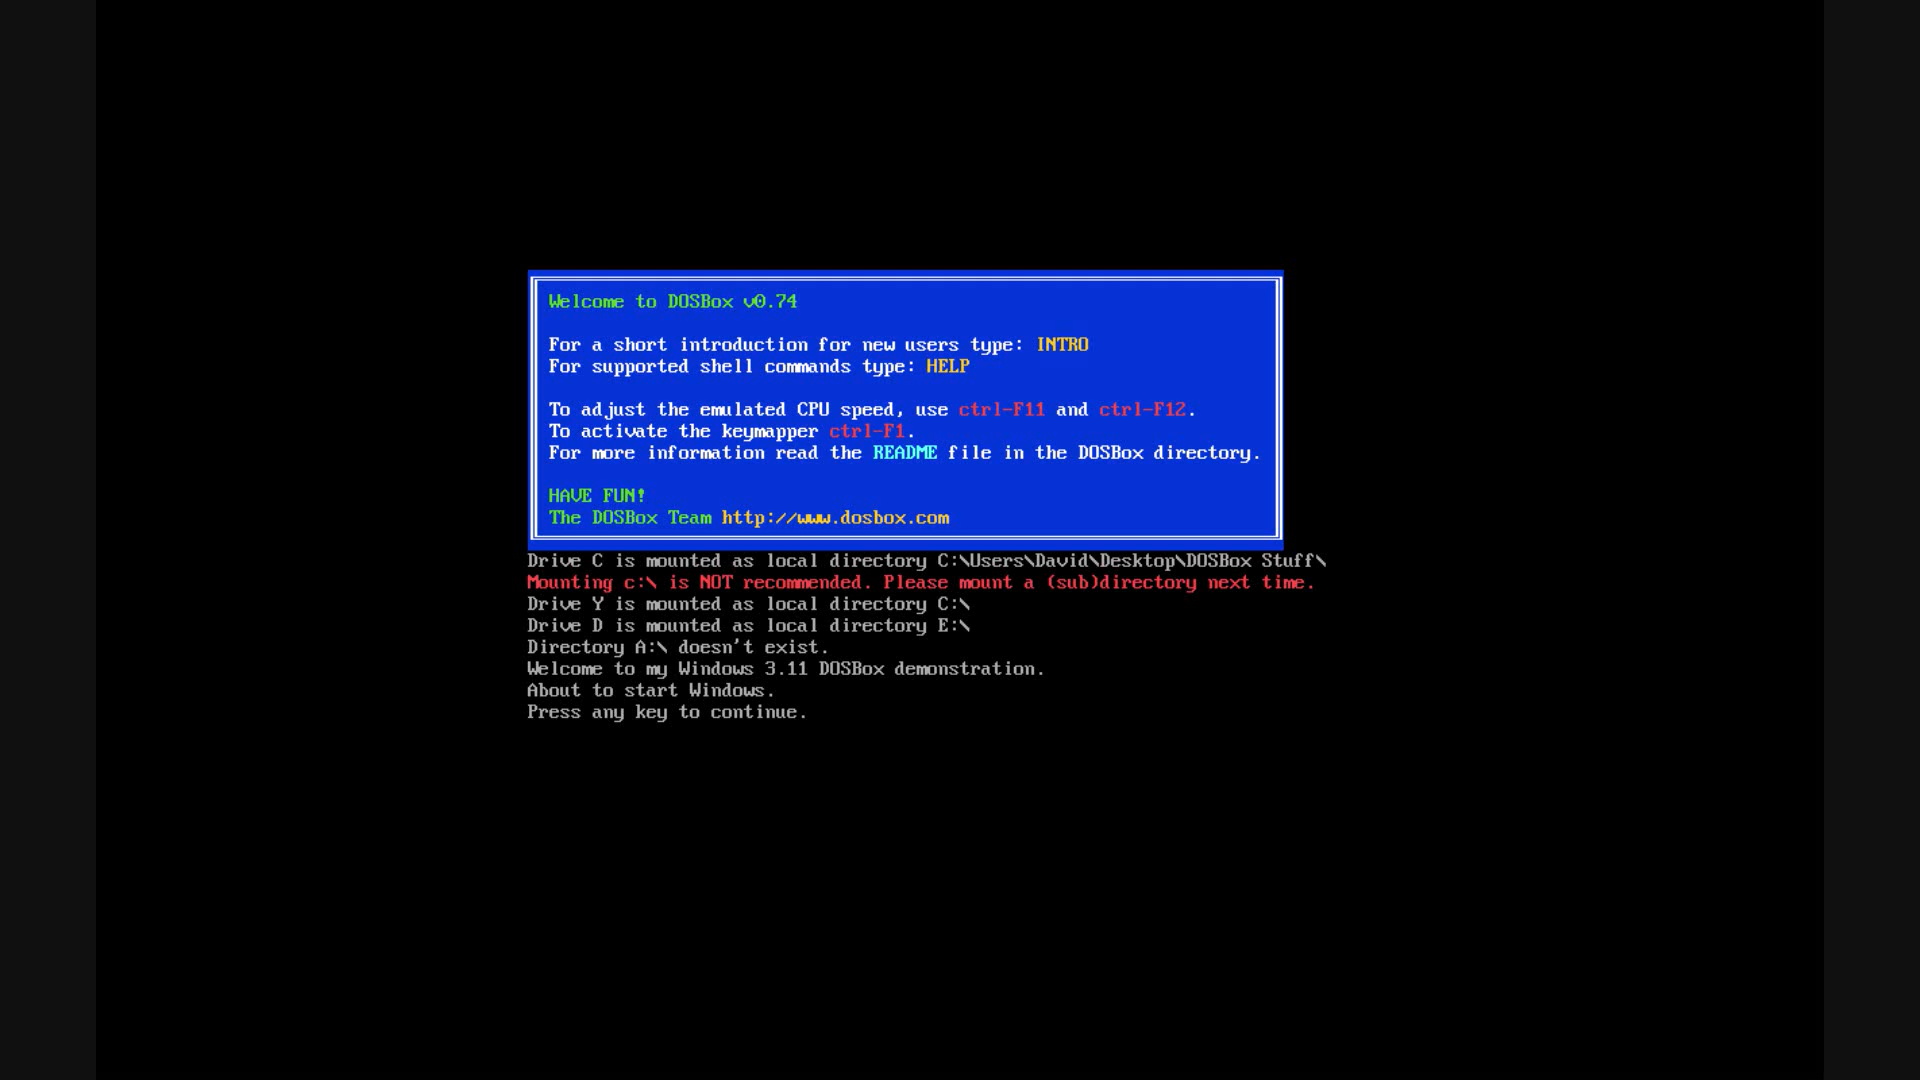 Welcome to DOSBox v0.74
For a short introduction for new users type: INTRO
For supported shell commands type: HELP
To adjust the emulated CPU speed, use ctrl-F11 and ctrl-F12.
To activate the keymapper ctrl-F1.
For more information read the README file in the DOSBox directory.
HAVE FUN!
The DOSBox Team http://www.dosbox.com
Drive C is mounted as local directory C:\Users\David\Desktop\DOSBox Stuff\
Mounting c:\ is NOT recommended. Please mount a (sub)directory next time.
Drive Y is mounted as local directory C:\
Drive D is mounted as local directory E:\
Directory A:\ doesn't exist.
Welcome to my Windows 3.11 DOSBox demonstration.
About to start Windows.
Press any key to continue.